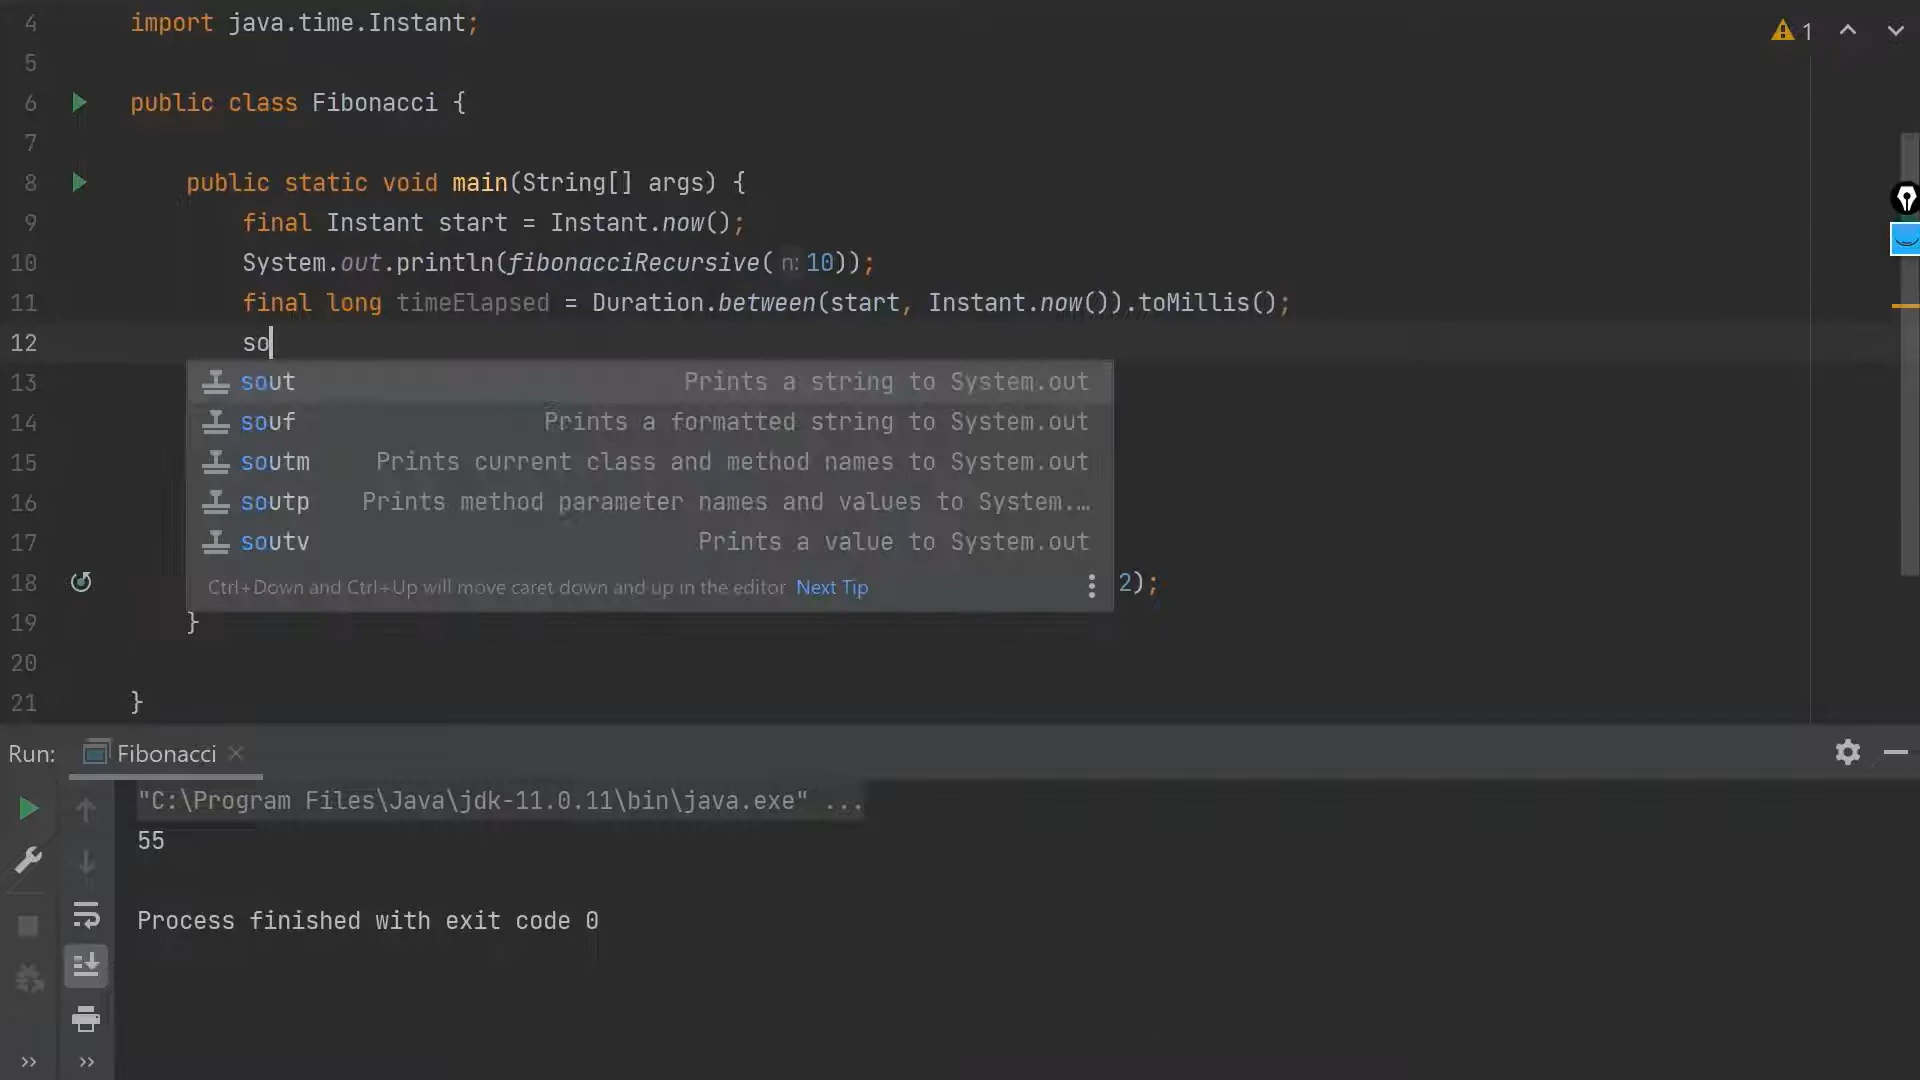 4 import java.time.Instant;
5
6 public class Fibonacci {
7
8 public static void main(String[] args) {
9 final Instant start = Instant.now();
10 System.out.println(fibonacciRecursive( n: 10));
11 final long timeElapsed = Duration.between(start, Instant.now()).toMillis();
12 so
13
14
15
16
17
18 2);
19 }
20
21 }
1
sout Prints a string to System.out
souf Prints a formatted string to System.out
soutm Prints current class and method names to System.out
soutp Prints method parameter names and values to System.…
soutv Prints a value to System.out
Ctrl+Down and Ctrl+Up will move caret down and up in the editor Next Tip
Run: Fibonacci
"C:\Program Files\Java\jdk-11.0.11\bin\java.exe" ...
55
Process finished with exit code 0